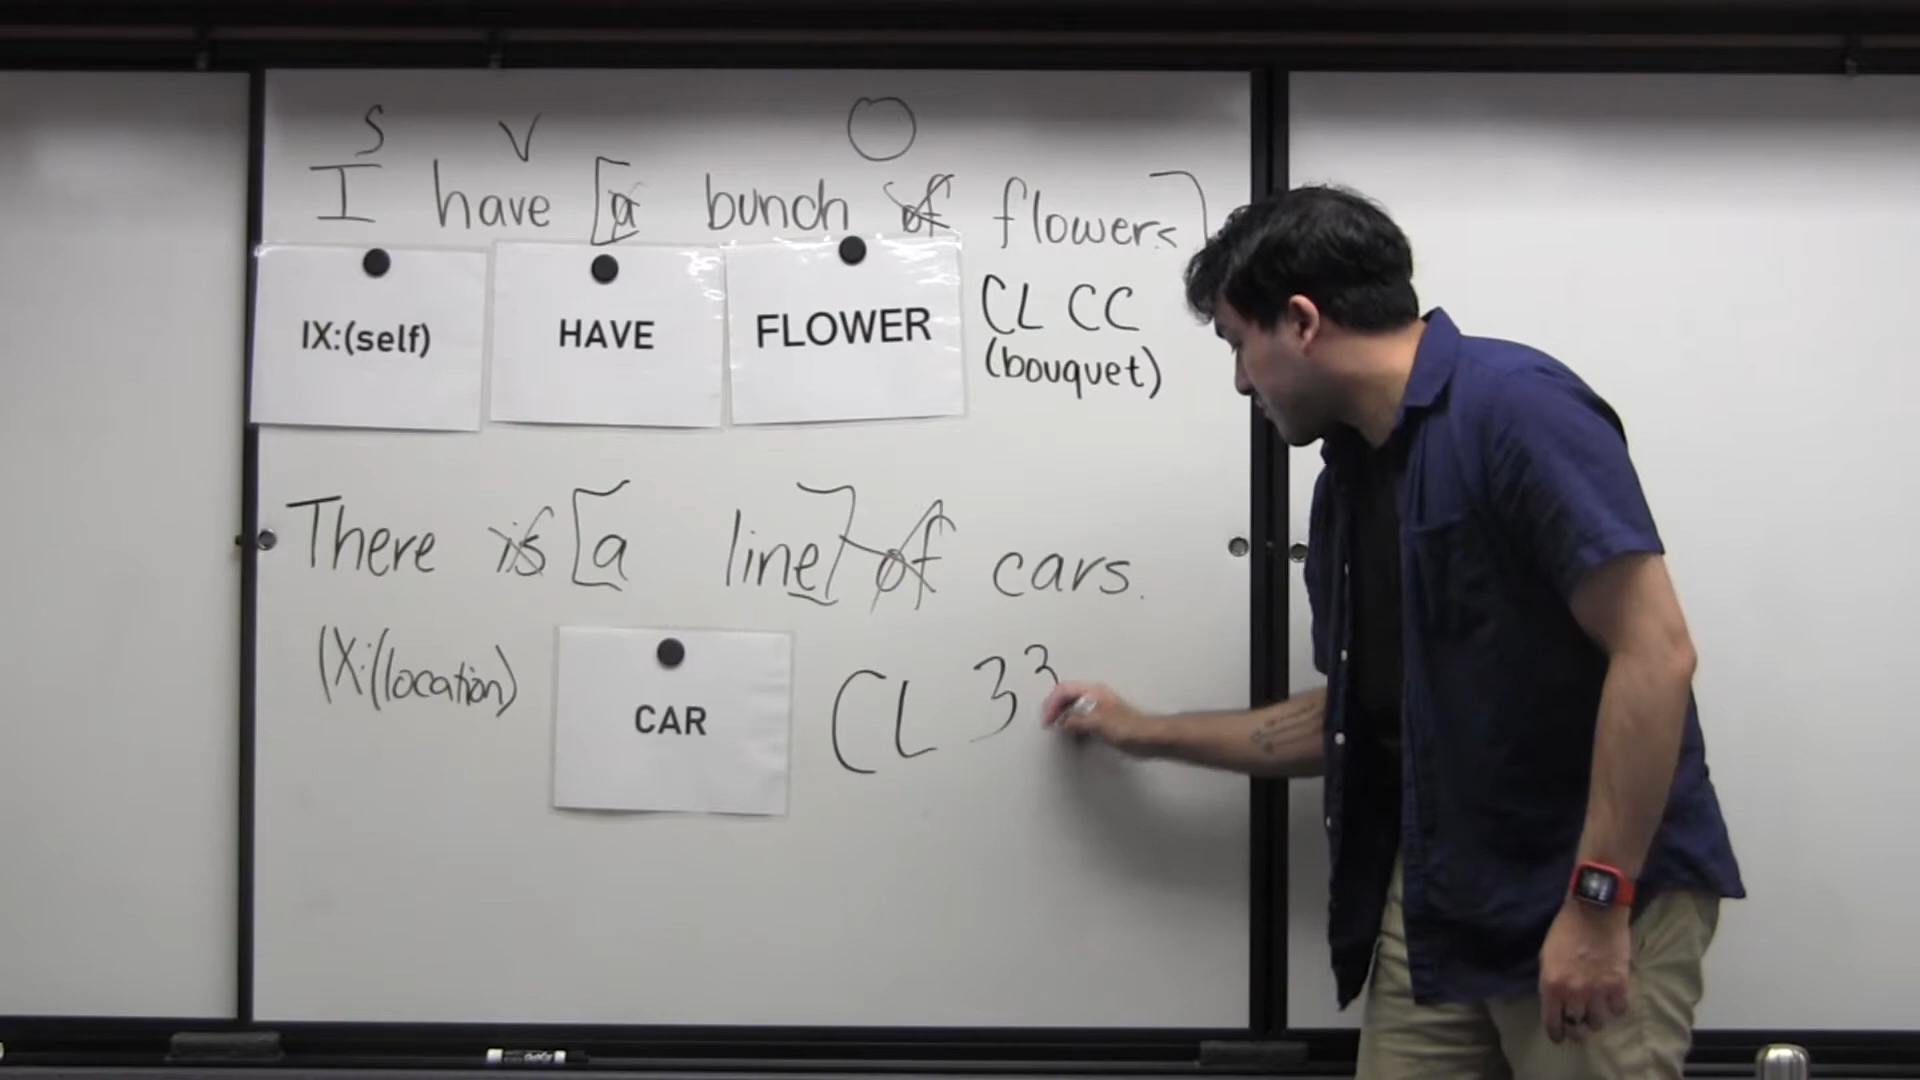 S V O
I have [a bunch of flowers]
IX:(self) HAVE FLOWER CL CC
(bouquet)
There is [a line] of cars.
IX:(location) CAR CL 33